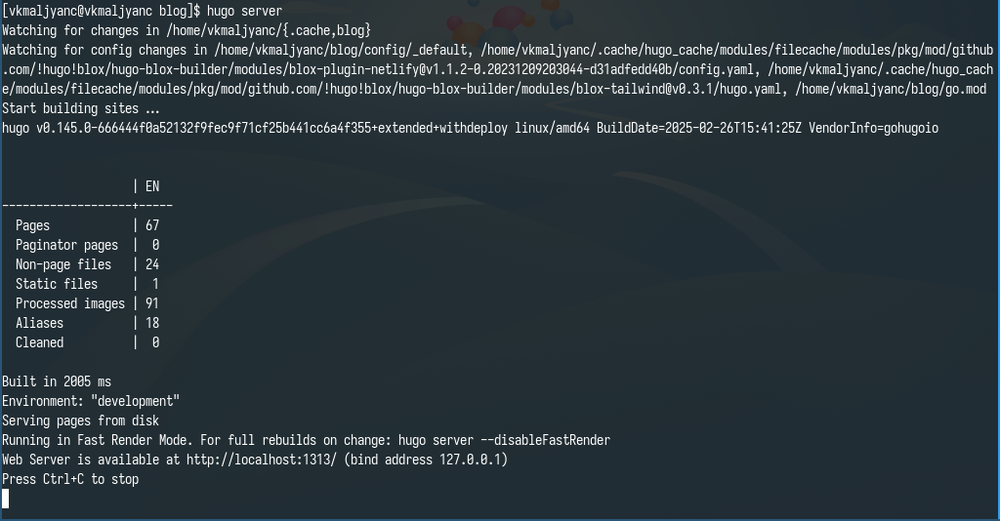 [vkmaljyanc@vkmaljyanc blog]$ hugo server
Watching for changes in /home/vkmaljyanc/{.cache,blog}
Watching for config changes in /home/vkmaljyanc/blog/config/_default, /home/vkmaljyanc/.cache/hugo_cache/modules/filecache/modules/pkg/mod/github
.com/!hugo!blox/hugo-blox-builder/modules/blox-plugin-netlify@v1.1.2-0.20231209203044-d31adfedd40b/config.yaml, /home/vkmaljyanc/.cache/hugo_cach
e/modules/filecache/modules/pkg/mod/github.com/!hugo!blox/hugo-blox-builder/modules/blox-tailwind@v0.3.1/hugo.yaml, /home/vkmaljyanc/blog/go.mod
Start building sites ...
hugo v0.145.0-666444f0a52132f9fec9f71cf25b441cc6a4f355+extended+withdeploy linux/amd64 BuildDate=2025-02-26T15:41:25Z VendorInfo=gohugoio
                   | EN
-------------------+-----
  Pages            | 67
  Paginator pages  |  0
  Non-page files   | 24
  Static files     |  1
  Processed images | 91
  Aliases          | 18
  Cleaned          |  0
Built in 2005 ms
Environment: "development"
Serving pages from disk
Running in Fast Render Mode. For full rebuilds on change: hugo server --disableFastRender
Web Server is available at http://localhost:1313/ (bind address 127.0.0.1)
Press Ctrl+C to stop